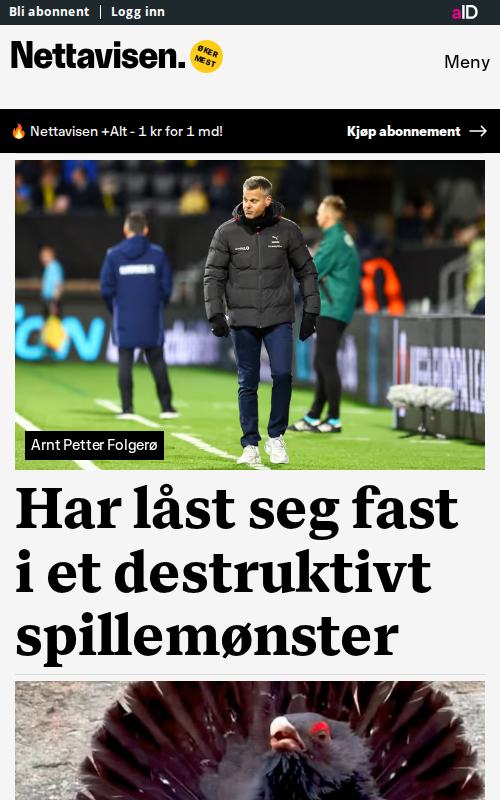 Bli abonnent
Logg inn
aID
Nettavisen.
ØKER
MEST
Meny
Nettavisen +Alt - 1 kr for 1 md!
Kjøp abonnement
Arnt Petter Folgerø
Har låst seg fast
i et destruktivt
spillemønster